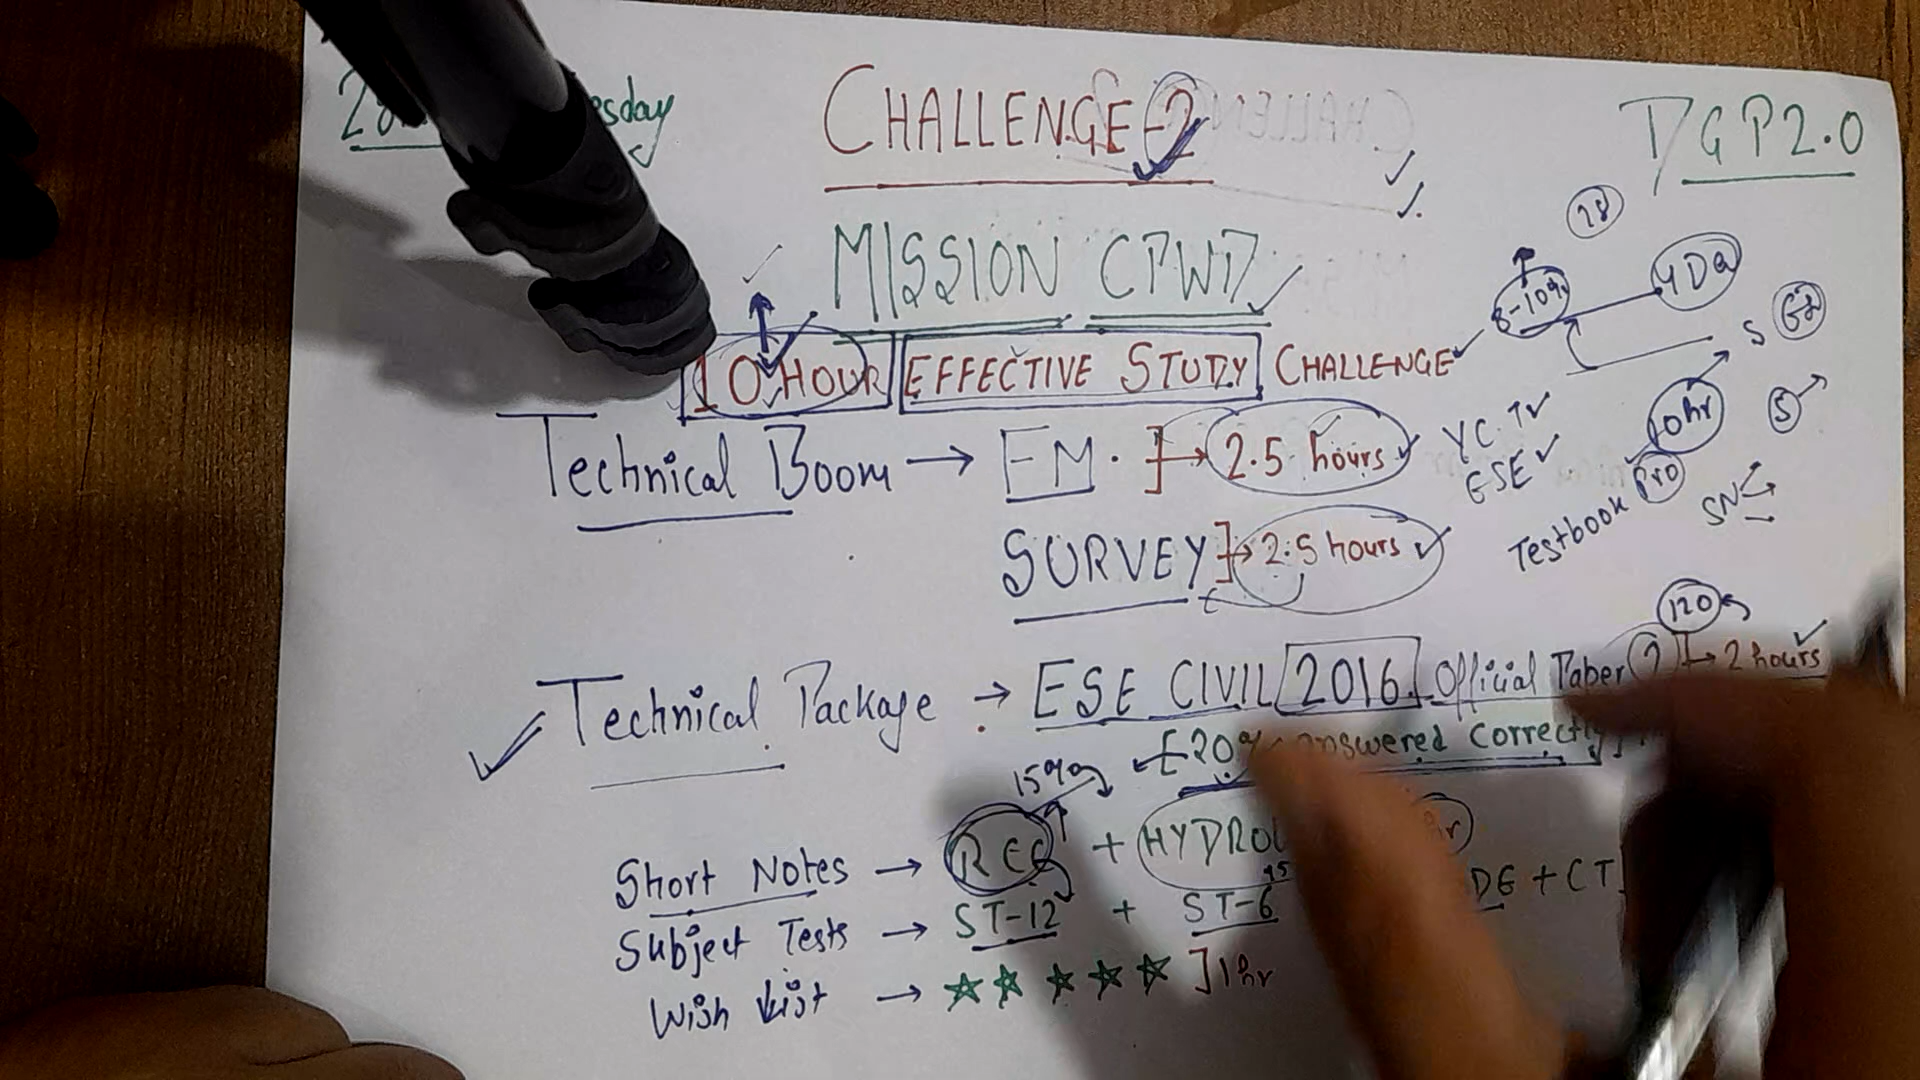 CHALLENGE-2
TGP2.0
MISSION CPWD
28
8-10%
10 HOUR EFFECTIVE STUDY CHALLENGE
Technical Boom → FM. ]→ 2.5 hours
YC T
ESE
10hr
5
Testbook Pro
SN
SURVEY ]→ 2.5 hours
120
Technical Package → ESE CIVIL 2016 Official Paper ]→ 2 hours
[20% answered correctly]
15%
Short Notes → RCC + HYDRO
Subject Tests → ST-12 + ST-6 DE + CT]
Wish List → ☆ ☆ ☆ ☆ ☆ ] 1hr